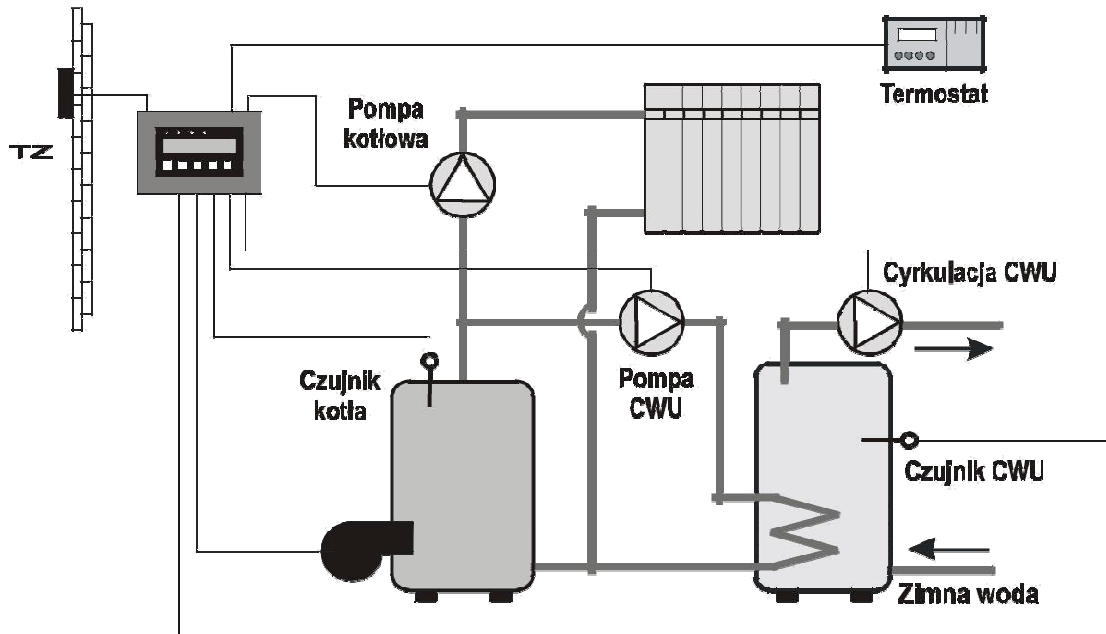 Termostat
Pompa
kotłowa
TZ
Cyrkulacja CWU
Czujnik
kotła
Pompa
CWU
Czujnik CWU
Zimna woda